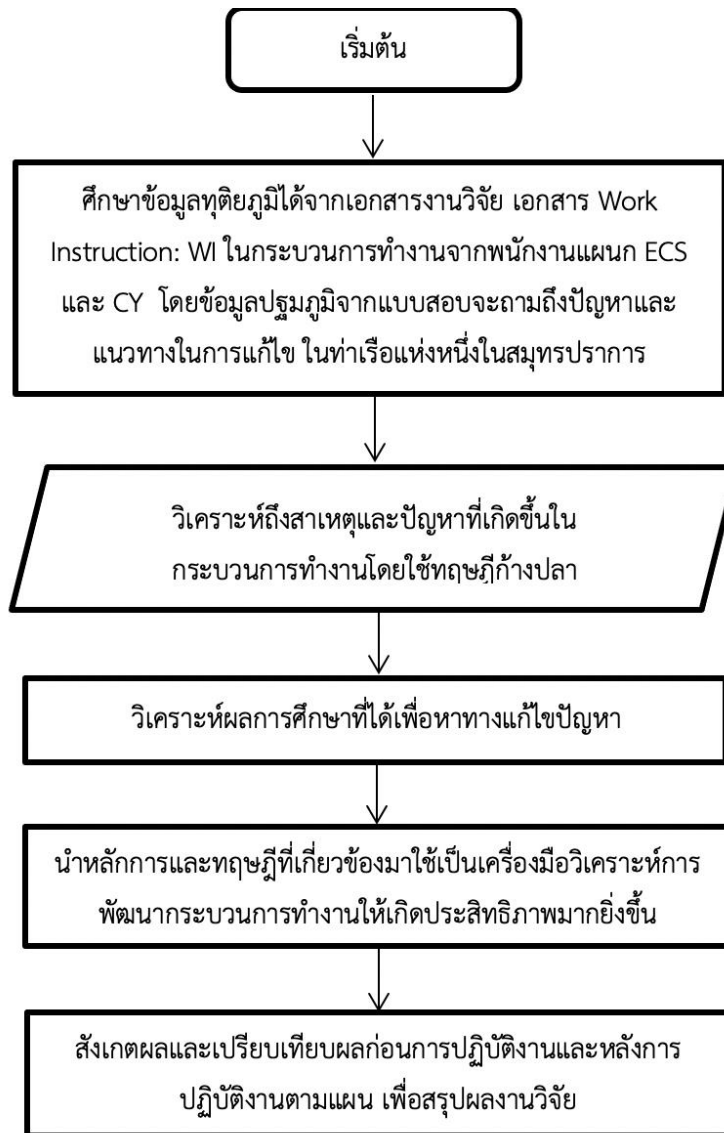 เริ่มต้น
ศึกษาข้อมูลทุติยภูมิได้จากเอกสารงานวิจัย เอกสาร Work
Instruction: WI ในกระบวนการทำงานจากพนักงานแผนก ECS
และ CY โดยข้อมูลปฐมภูมิจากแบบสอบจะถามถึงปัญหาและ
แนวทางในการแก้ไข ในท่าเรือแห่งหนึ่งในสมุทรปราการ
วิเคราะห์ถึงสาเหตุและปัญหาที่เกิดขึ้นใน
กระบวนการทำงานโดยใช้ทฤษฎีก้างปลา
วิเคราะห์ผลการศึกษาที่ได้เพื่อหาทางแก้ไขปัญหา
นำหลักการและทฤษฎีที่เกี่ยวข้องมาใช้เป็นเครื่องมือวิเคราะห์การ
พัฒนากระบวนการทำงานให้เกิดประสิทธิภาพมากยิ่งขึ้น
สังเกตผลและเปรียบเทียบผลก่อนการปฏิบัติงานและหลังการ
ปฏิบัติงานตามแผน เพื่อสรุปผลงานวิจัย